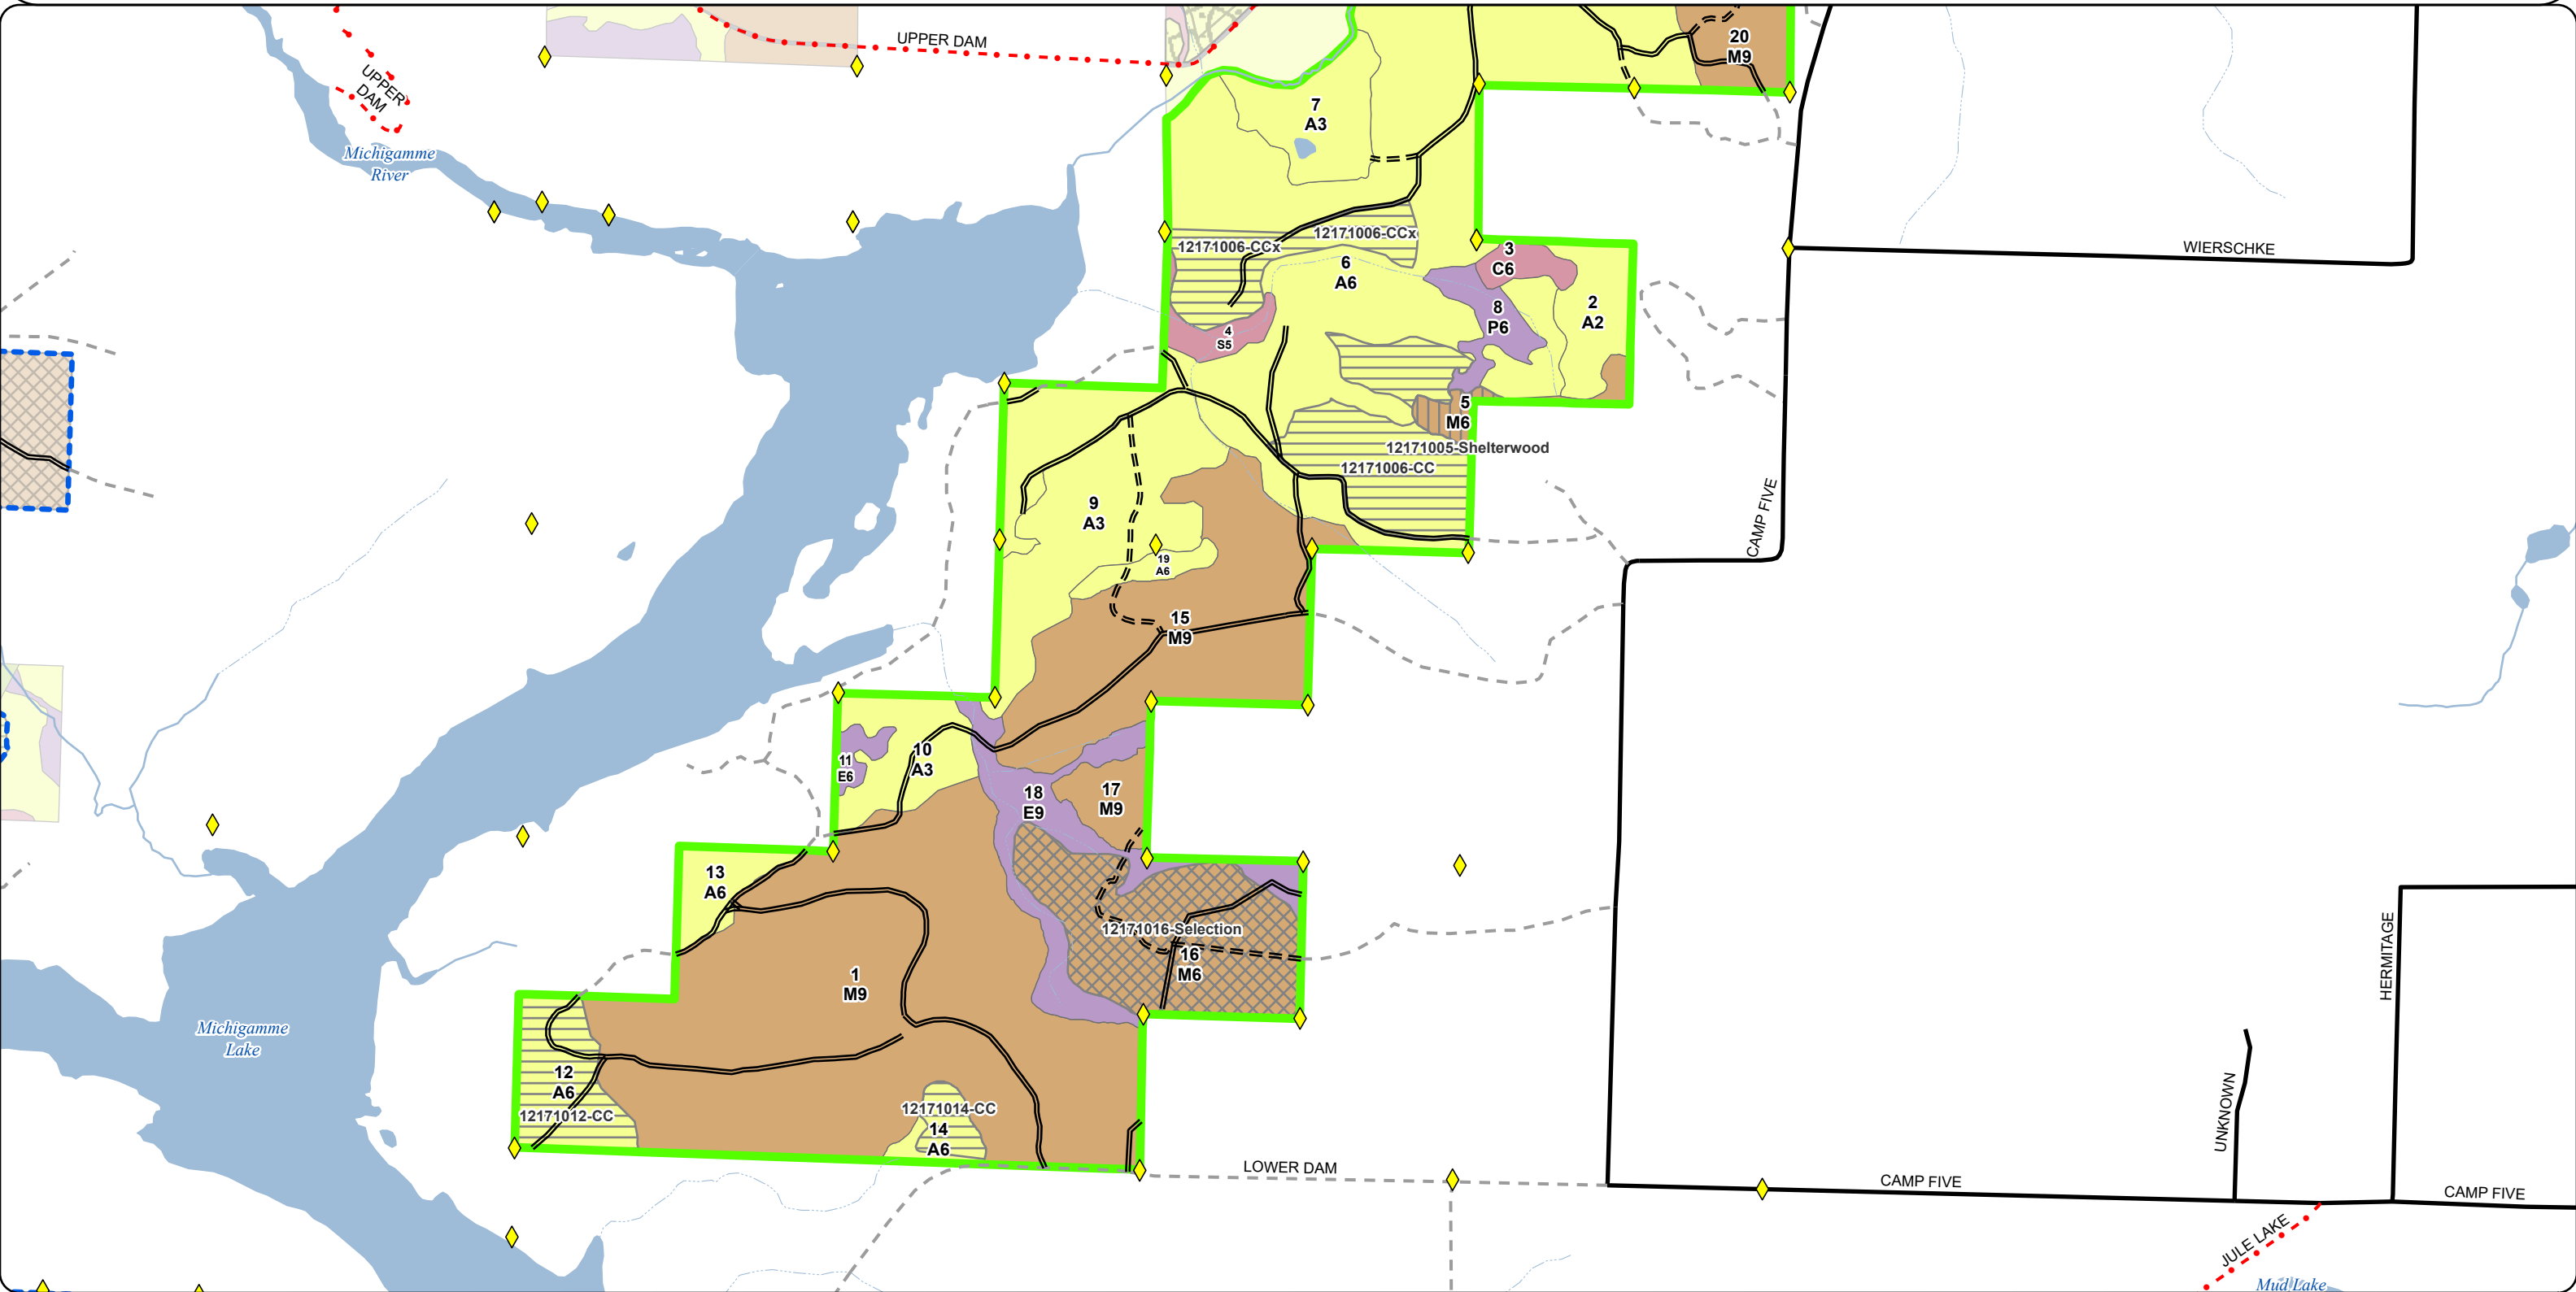 UPPER DAM
20
M9
UPPER
DAM
7
A3
Michigamme
River
12171006-CCx
12171006-CCx
3
C6
WIERSCHKE
6
A6
8
P6
2
A2
4
S5
5
M6
12171005-Shelterwood
12171006-CC
9
A3
CAMP FIVE
19
A6
15
M9
10
A3
11
E6
18
E9
17
M9
13
A6
12171016-Selection
16
M6
HERMITAGE
1
M9
Michigamme
Lake
12
A6
12171012-CC
12171014-CC
14
A6
UNKNOWN
LOWER DAM
CAMP FIVE
CAMP FIVE
JULE LAKE
Mud Lake